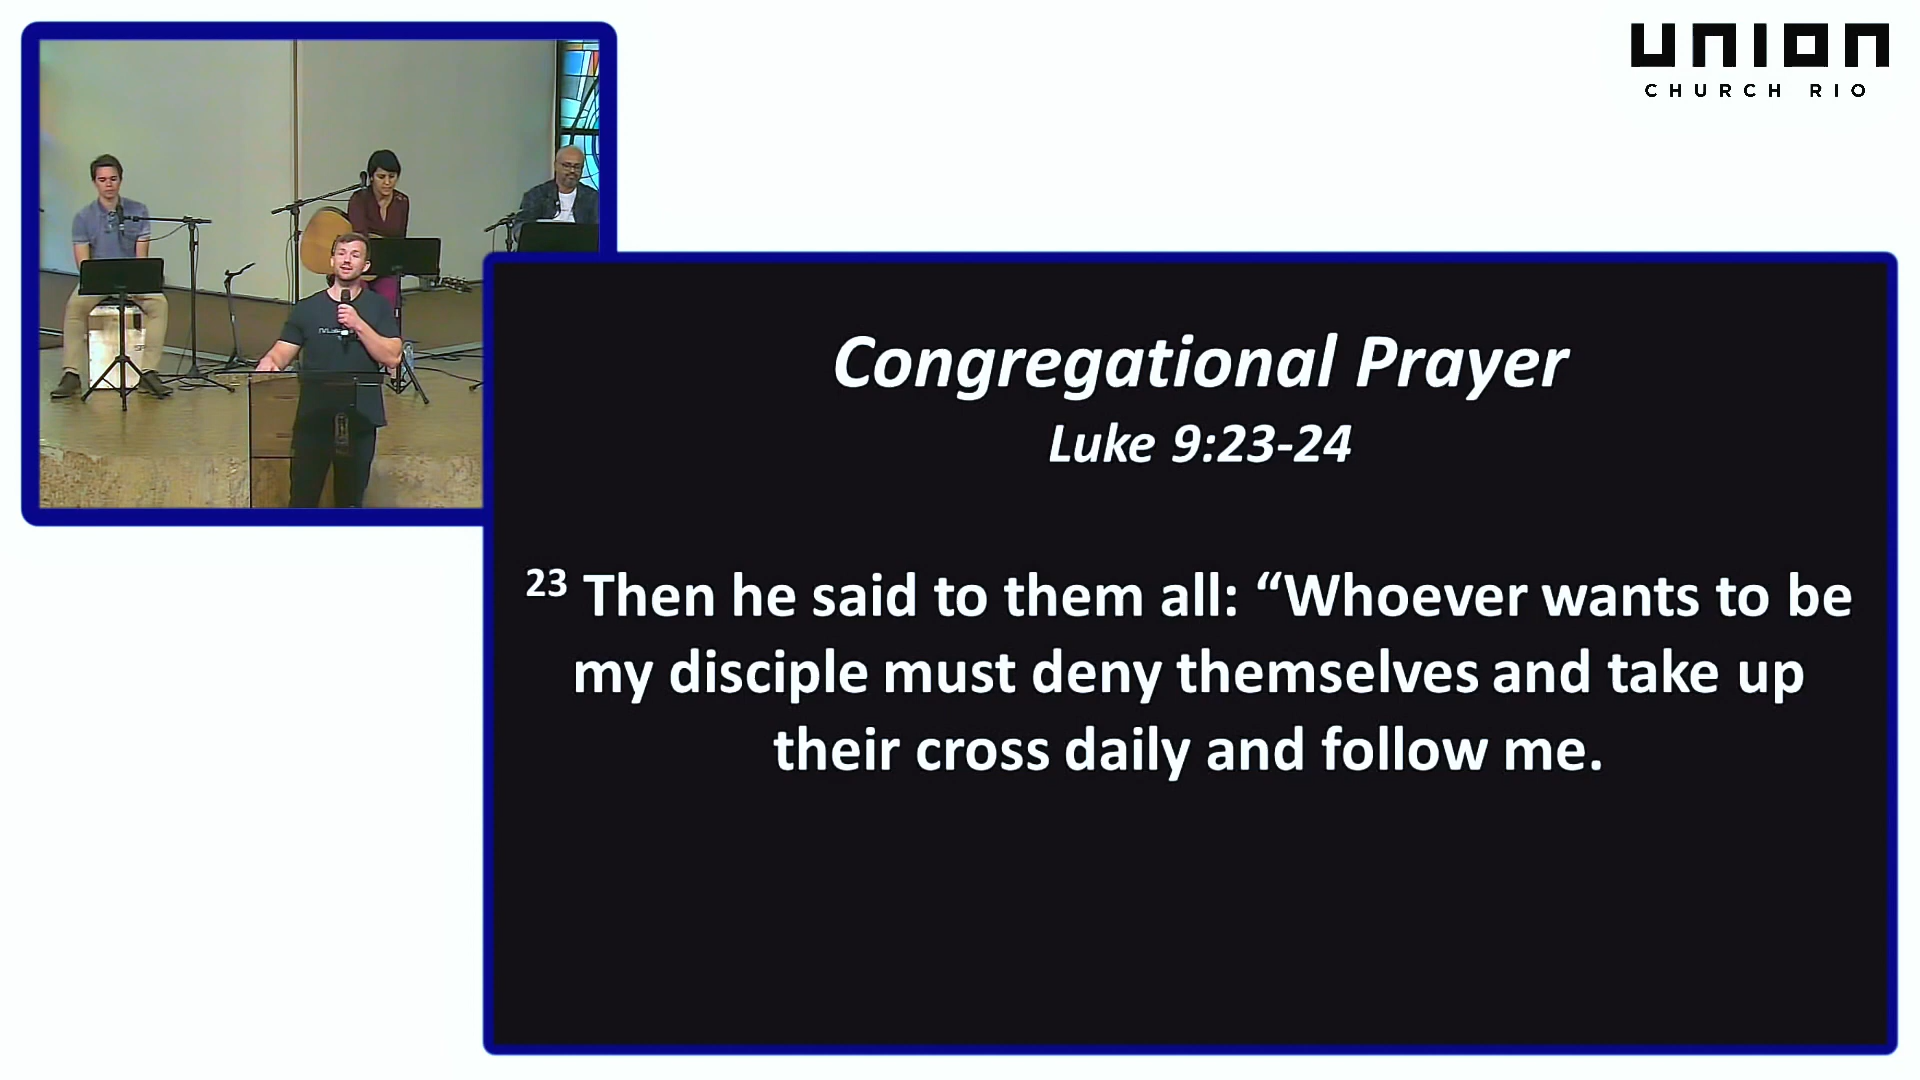 UNION
CHURCH RIO
Congregational Prayer
Luke 9:23-24
23 Then he said to them all: “Whoever wants to be
my disciple must deny themselves and take up
their cross daily and follow me.